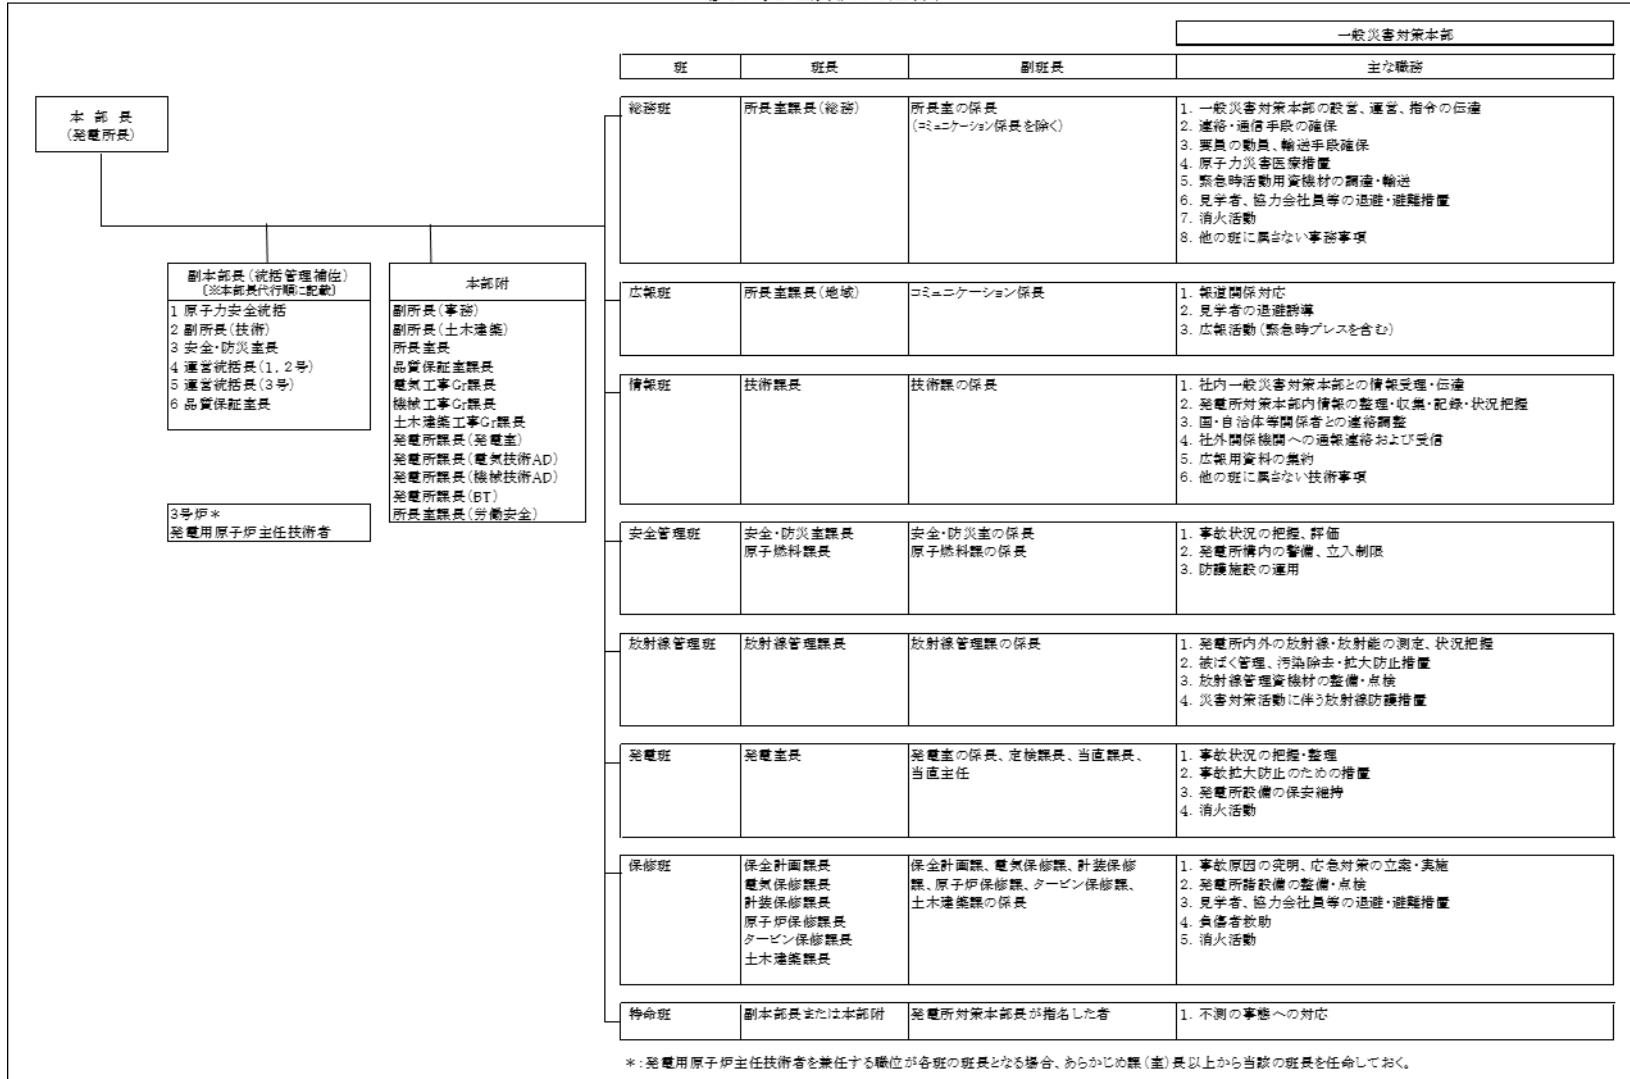 一般災害対策本部
班 班長 副班長 主な職務
本部長
(発電所長)
副本部長(統括管理補佐)
〔※本部長代行順に記載〕
1 原子力安全統括
2 副所長(技術)
3 安全・防災室長
4 運営統括長(1，2号)
5 運営統括長(3号)
6 品質保証室長
3号炉*
発電用原子炉主任技術者
本部附
副所長(事務)
副所長(土木建築)
所長室長
品質保証室課長
電気工事Gr課長
機械工事Gr課長
土木建築工事Gr課長
発電所課長(発電室)
発電所課長(電気技術AD)
発電所課長(機械技術AD)
発電所課長(BT)
所長室課長(労働安全)
総務班
所長室課長(総務)
所長室の係長
(コミュニケーション係長を除く)
1. 一般災害対策本部の設営、運営、指令の伝達
2. 連絡・通信手段の確保
3. 要員の動員、輸送手段確保
4. 原子力災害医療措置
5. 緊急時活動用資機材の調達・輸送
6. 見学者、協力会社員等の退避・避難措置
7. 消火活動
8. 他の班に属さない事務事項
広報班
所長室課長(地域)
コミュニケーション係長
1. 報道関係対応
2. 見学者の退避誘導
3. 広報活動(緊急時プレスを含む)
情報班
技術課長
技術課の係長
1. 社内一般災害対策本部との情報受理・伝達
2. 発電所対策本部内情報の整理・収集・記録・状況把握
3. 国・自治体等関係者との連絡調整
4. 社外関係機関への通報連絡および受信
5. 広報用資料の集約
6. 他の班に属さない技術事項
安全管理班
安全・防災室課長
原子燃料課長
安全・防災室の係長
原子燃料課の係長
1. 事故状況の把握、評価
2. 発電所構内の警備、立入制限
3. 防護施設の運用
放射線管理班
放射線管理課長
放射線管理課の係長
1. 発電所内外の放射線・放射能の測定、状況把握
2. 被ばく管理、汚染除去・拡大防止措置
3. 放射線管理資機材の整備・点検
4. 災害対策活動に伴う放射線防護措置
発電班
発電室長
発電室の係長、定検課長、当直課長、
当直主任
1. 事故状況の把握・整理
2. 事故拡大防止のための措置
3. 発電所設備の保安維持
4. 消火活動
保修班
保全計画課長
電気保修課長
計装保修課長
原子炉保修課長
タービン保修課長
土木建築課長
保全計画課、電気保修課、計装保修
課、原子炉保修課、タービン保修課、
土木建築課の係長
1. 事故原因の究明、応急対策の立案・実施
2. 発電所諸設備の整備・点検
3. 見学者、協力会社員等の退避・避難措置
4. 負傷者救助
5. 消火活動
特命班
副本部長または本部附
発電所対策本部長が指名した者
1. 不測の事態への対応
*：発電用原子炉主任技術者を兼任する職位が各班の班長となる場合、あらかじめ課(室)長以上から当該の班長を任命しておく。